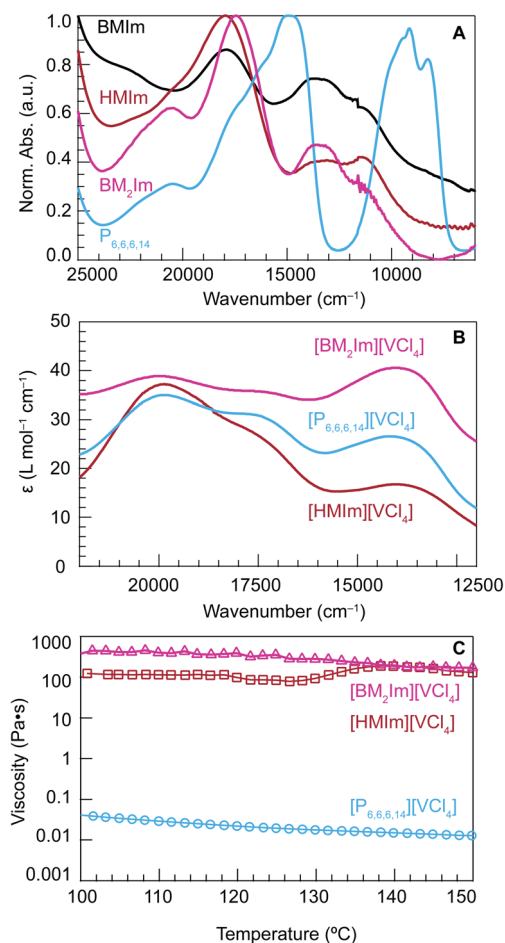 1.0
A
BMIm
0.8
HMIm
0.6
Norm. Abs. (a.u.)
0.4
BM₂Im
0.2
P₆,₆,₆,₁₄
0.0
25000 20000 15000 10000
Wavenumber (cm⁻¹)
50
B
[BM₂Im][VCl₄]
40
30
[P₆,₆,₆,₁₄][VCl₄]
ε (L mol⁻¹ cm⁻¹)
20
[HMIm][VCl₄]
10
0
20000 17500 15000 12500
Wavenumber (cm⁻¹)
1000
C
100
[BM₂Im][VCl₄]
10
[HMIm][VCl₄]
Viscosity (Pa•s)
1
0.1
[P₆,₆,₆,₁₄][VCl₄]
0.01
0.001
100 110 120 130 140 150
Temperature (ºC)